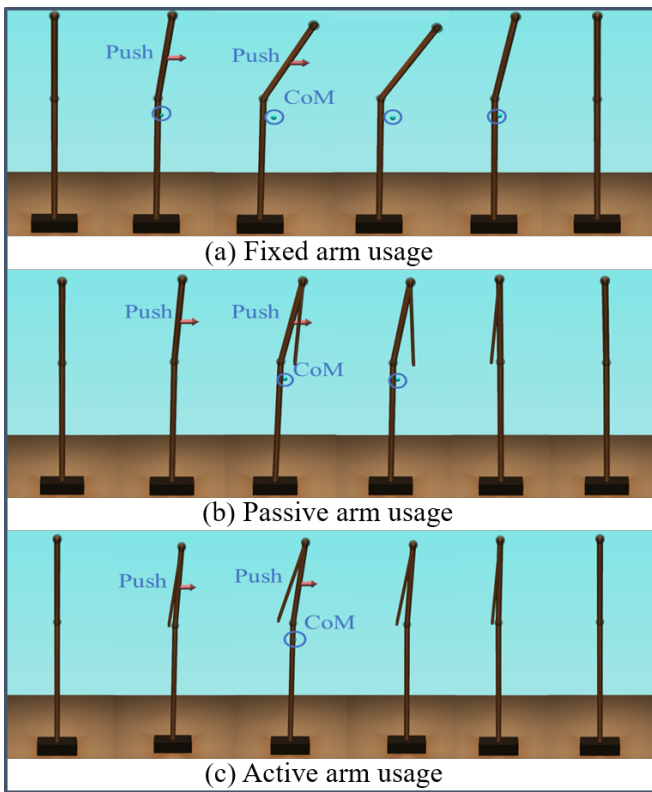 Push
Push
CoM
(a) Fixed arm usage
Push
Push
CoM
(b) Passive arm usage
Push
Push
CoM
(c) Active arm usage